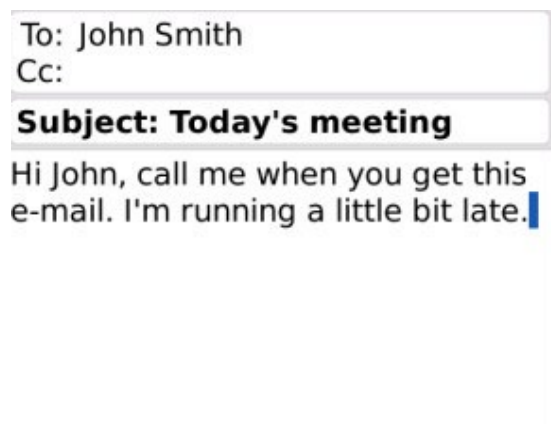 To: John Smith
Cc:
Subject: Today's meeting
Hi John, call me when you get this
e-mail. I'm running a little bit late.